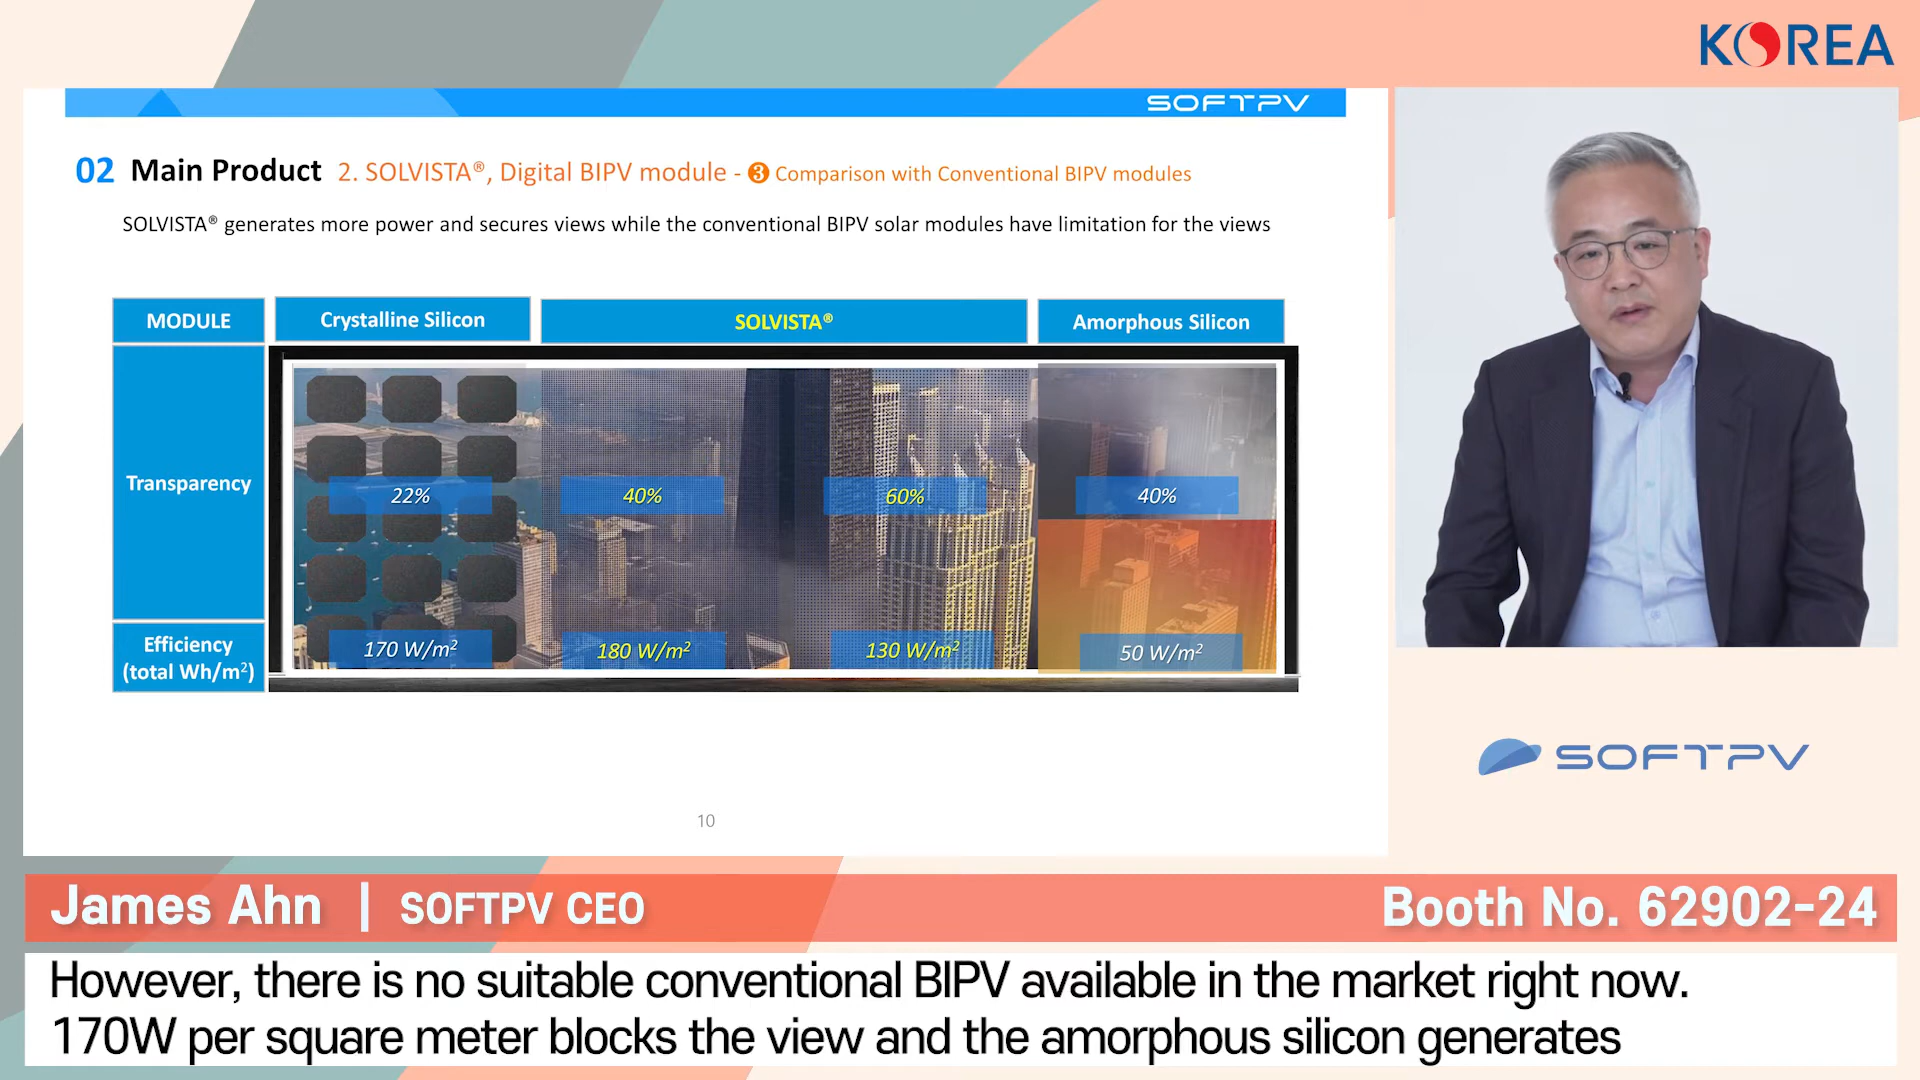 KOREA
SOFTPV
02 Main Product 2. SOLVISTA®, Digital BIPV module - ❸ Comparison with Conventional BIPV modules
SOLVISTA® generates more power and secures views while the conventional BIPV solar modules have limitation for the views
MODULE Crystalline Silicon SOLVISTA® Amorphous Silicon
Transparency 22% 40% 60% 40%
Efficiency
(total Wh/m²) 170 W/m² 180 W/m² 130 W/m² 50 W/m²
10
SOFTPV
James Ahn | SOFTPV CEO
Booth No. 62902-24
However, there is no suitable conventional BIPV available in the market right now.
170W per square meter blocks the view and the amorphous silicon generates